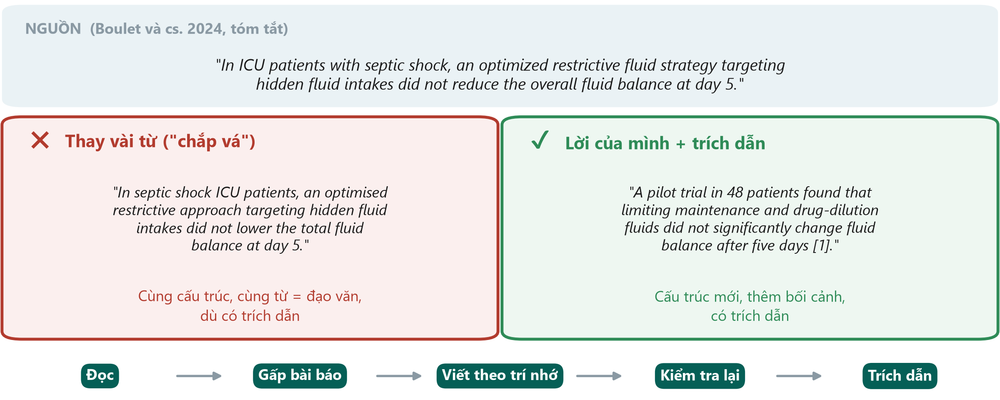 NGUỒN (Boulet và cs. 2024, tóm tắt)
"In ICU patients with septic shock, an optimized restrictive fluid strategy targeting
hidden fluid intakes did not reduce the overall fluid balance at day 5."
Thay vài từ ("chắp vá")
"In septic shock ICU patients, an optimised
restrictive approach targeting hidden fluid
intakes did not lower the total fluid
balance at day 5."
Cùng cấu trúc, cùng từ = đạo văn,
dù có trích dẫn
Lời của mình + trích dẫn
"A pilot trial in 48 patients found that
limiting maintenance and drug-dilution
fluids did not significantly change fluid
balance after five days [1]."
Cấu trúc mới, thêm bối cảnh,
có trích dẫn
Đọc
Gấp bài báo
Viết theo trí nhớ
Kiểm tra lại
Trích dẫn